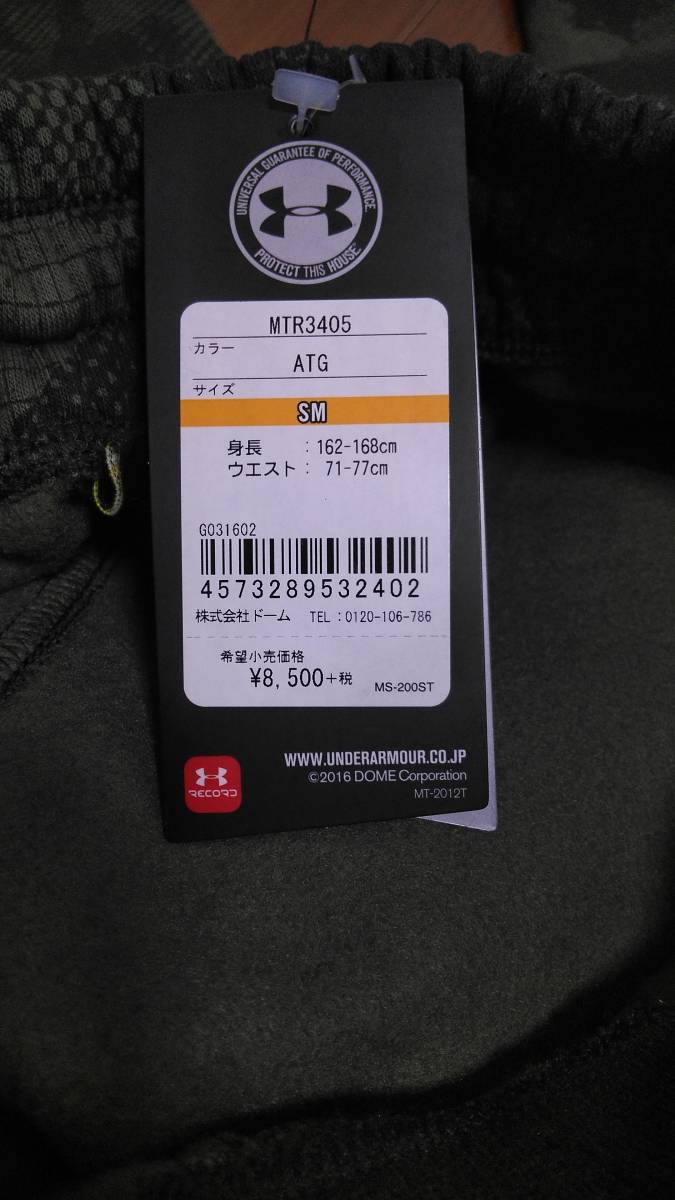 UNIVERSAL GUARANTEE OF PERFORMANCE.
PROTECT THIS HOUSE.
MTR3405
カラー
ATG
サイズ
SM
身長 : 162-168cm
ウエスト : 71-77cm
G031602
4573289532402
株式会社ドーム TEL : 0120-106-786
希望小売価格
¥8,500+税 MS-200ST
WWW.UNDERARMOUR.CO.JP
©2016 DOME Corporation
MT-2012T
RECORD